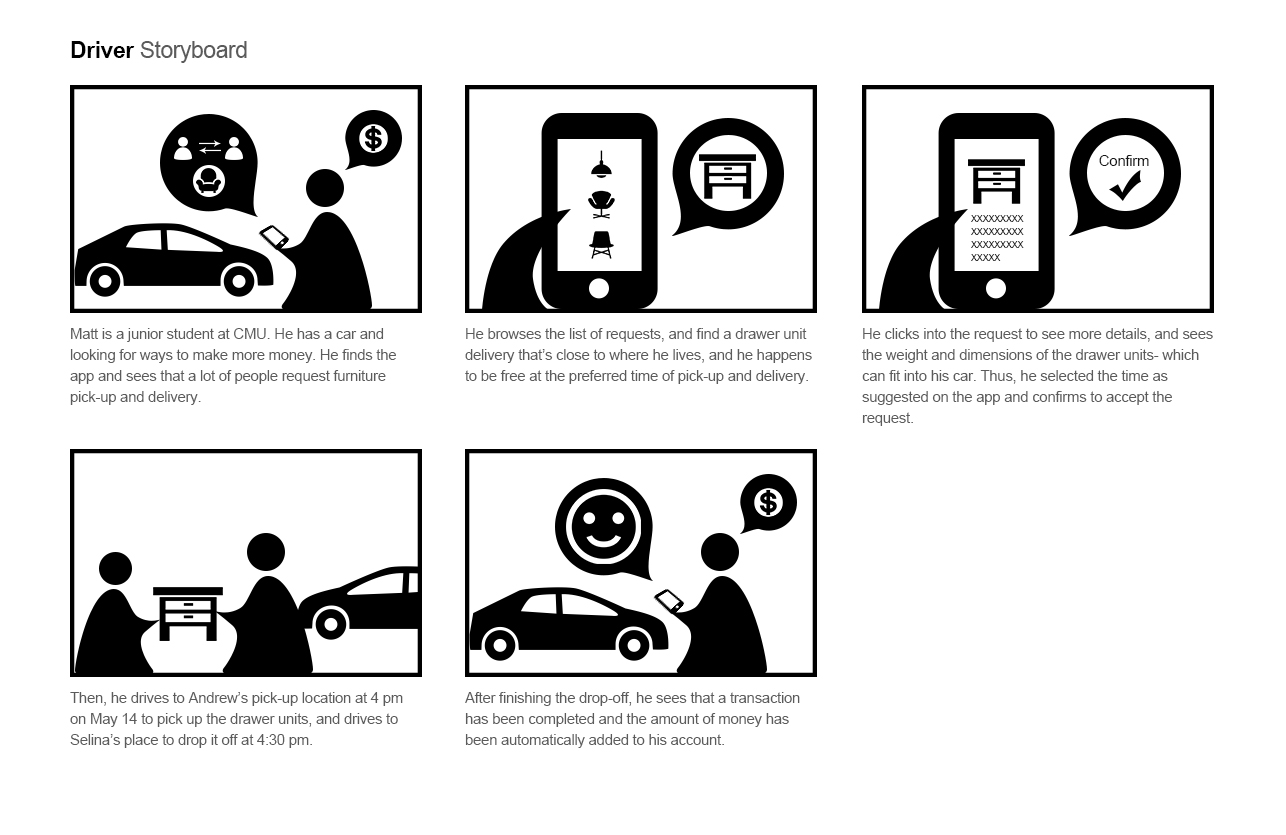 Driver Storyboard
$
Matt is a junior student at CMU. He has a car and
looking for ways to make more money. He finds the
app and sees that a lot of people request furniture
pick-up and delivery.
He browses the list of requests, and find a drawer unit
delivery that’s close to where he lives, and he happens
to be free at the preferred time of pick-up and delivery.
Confirm
XXXXXXXXX
XXXXXXXXX
XXXXXXXXX
XXXXX
He clicks into the request to see more details, and sees
the weight and dimensions of the drawer units- which
can fit into his car. Thus, he selected the time as
suggested on the app and confirms to accept the
request.
Then, he drives to Andrew’s pick-up location at 4 pm
on May 14 to pick up the drawer units, and drives to
Selina’s place to drop it off at 4:30 pm.
$
After finishing the drop-off, he sees that a transaction
has been completed and the amount of money has
been automatically added to his account.